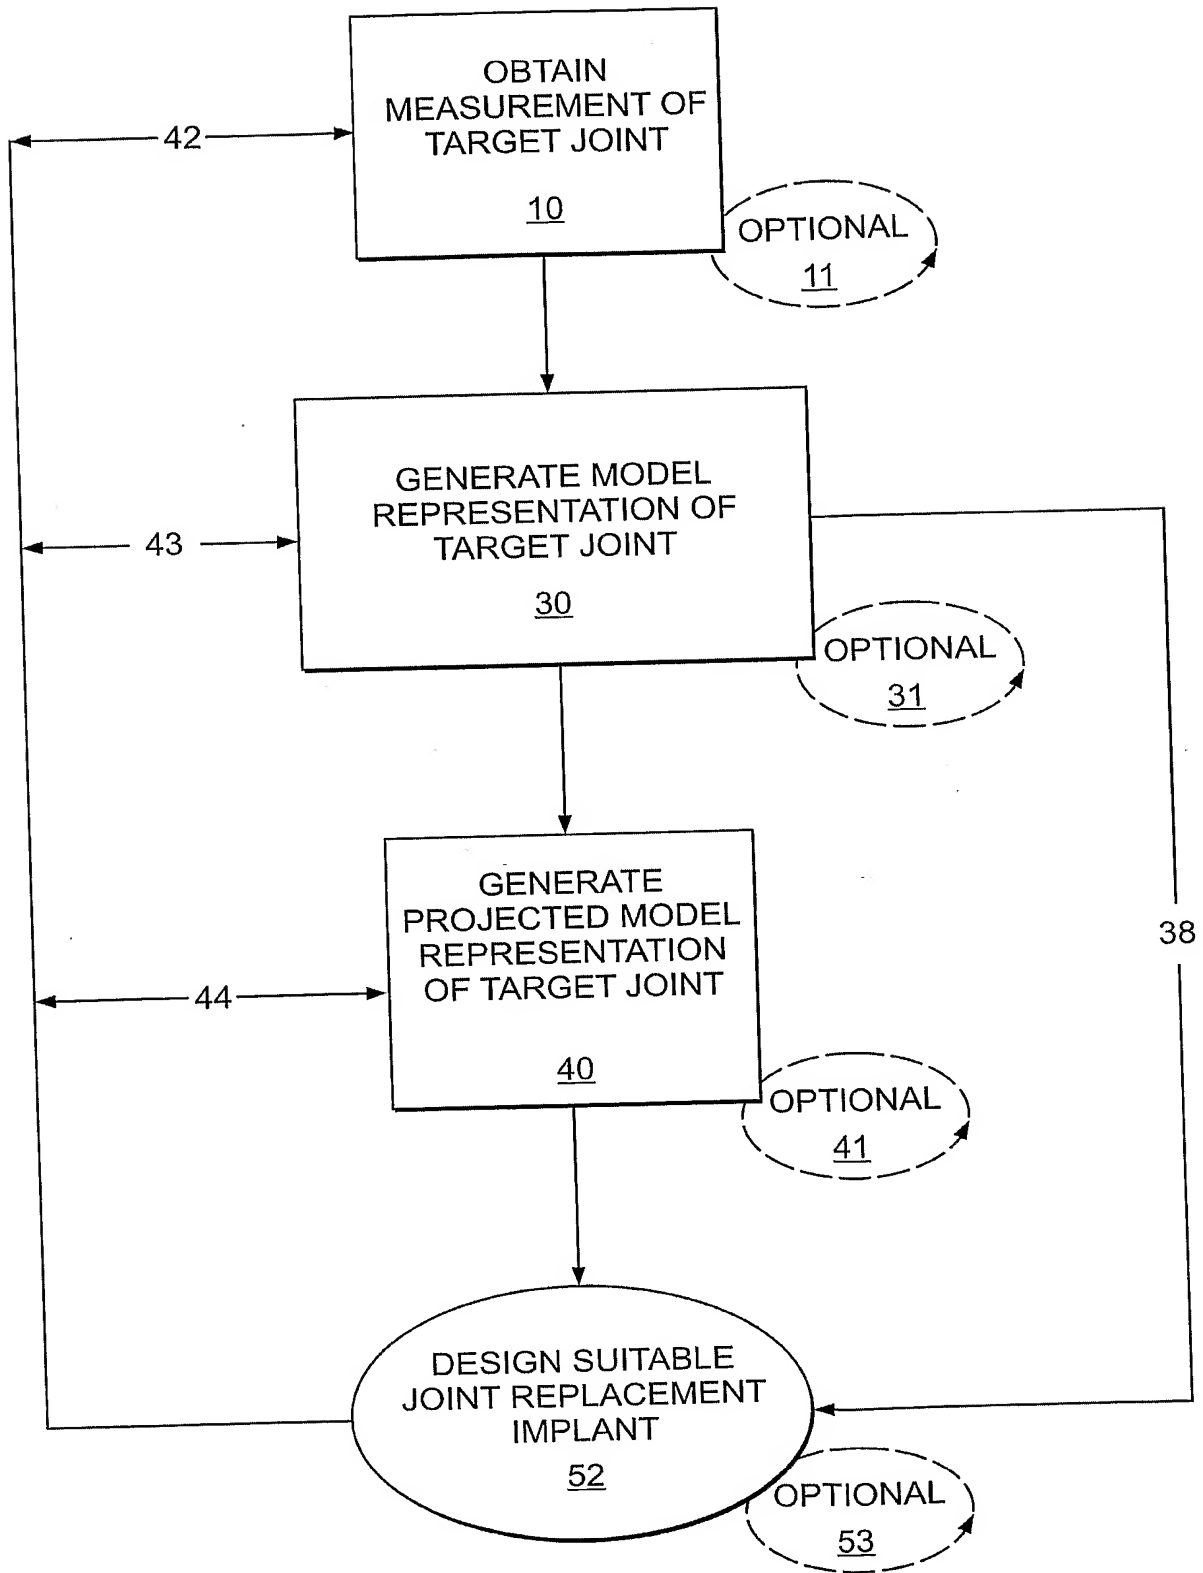 OBTAIN
MEASUREMENT OF
TARGET JOINT
10
42
OPTIONAL
11
GENERATE MODEL
REPRESENTATION OF
TARGET JOINT
30
43
OPTIONAL
31
GENERATE
PROJECTED MODEL
REPRESENTATION
OF TARGET JOINT
40
38
44
OPTIONAL
41
DESIGN SUITABLE
JOINT REPLACEMENT
IMPLANT
52
OPTIONAL
53